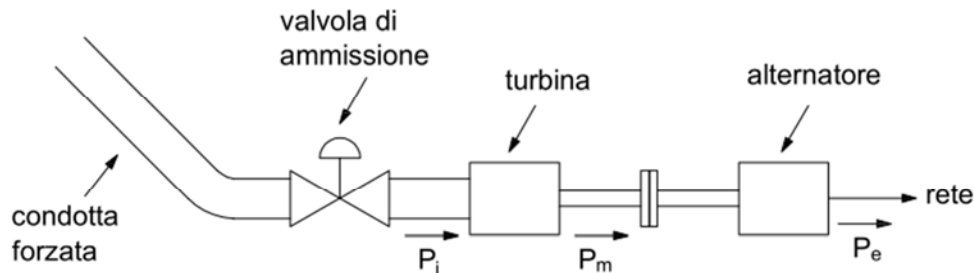 valvola di
ammissione
turbina
alternatore
condotta
forzata
rete
Pi
Pm
Pe